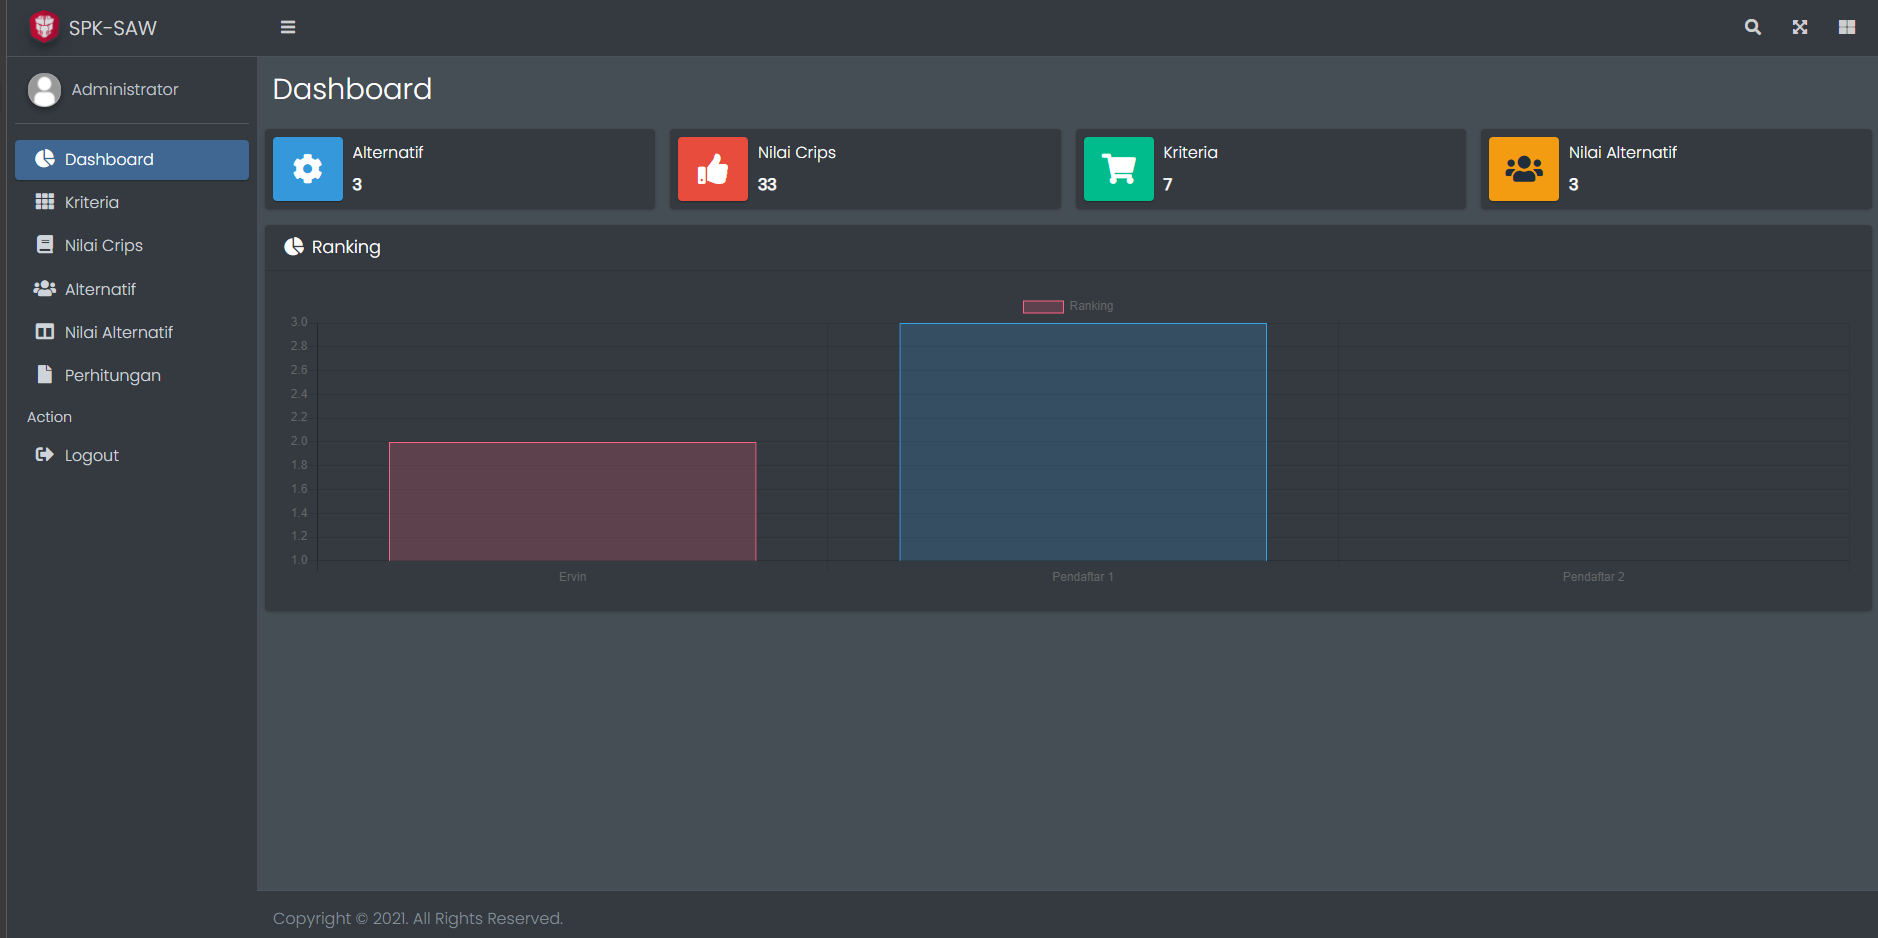 SPK-SAW
Administrator
Dashboard
Kriteria
Nilai Crips
Alternatif
Nilai Alternatif
Perhitungan
Action
Logout
Dashboard
Alternatif
3
Nilai Crips
33
Kriteria
7
Nilai Alternatif
3
Ranking
Ranking
3.0
2.8
2.6
2.4
2.2
2.0
1.8
1.6
1.4
1.2
1.0
Ervin
Pendaftar 1
Pendaftar 2
Copyright © 2021. All Rights Reserved.